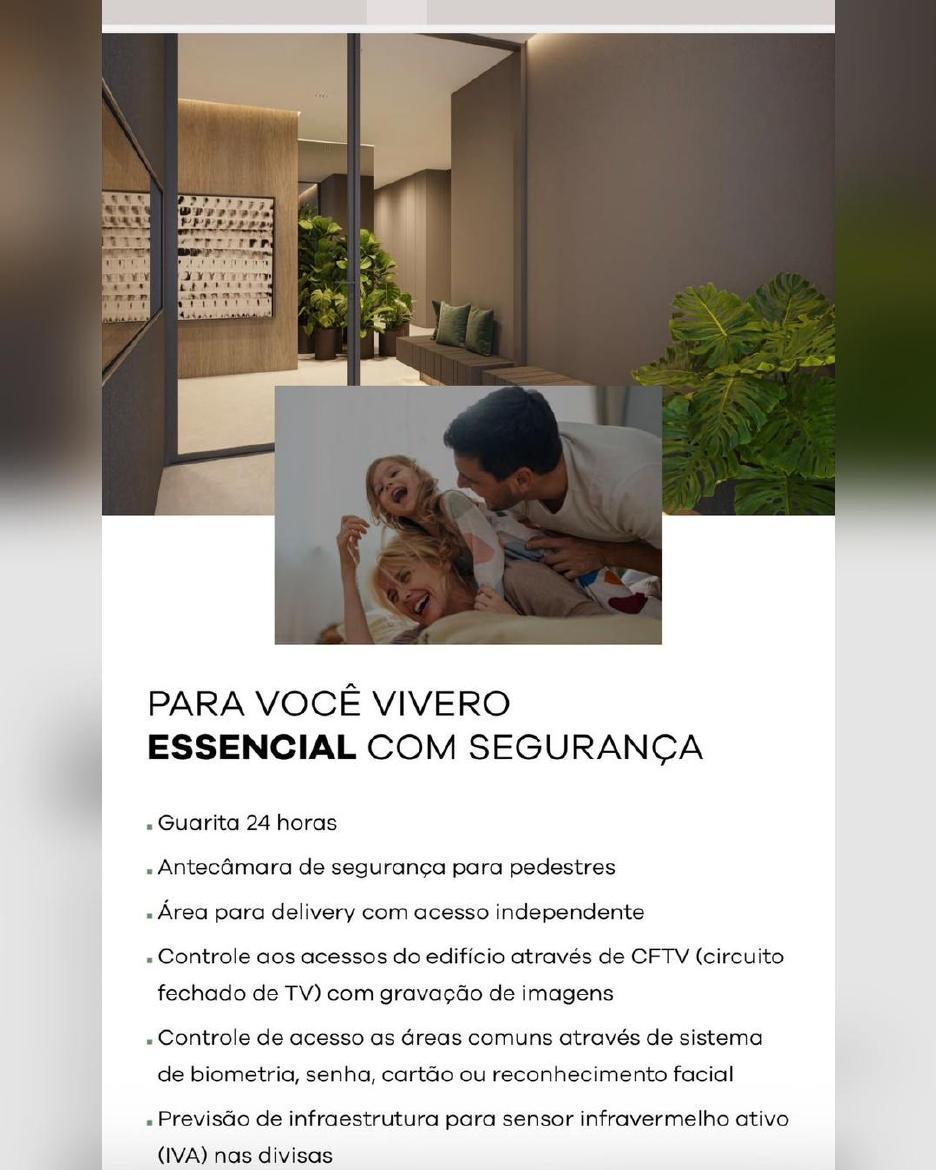 PARA VOCÊ VIVERO
ESSENCIAL COM SEGURANÇA
Guarita 24 horas
Antecâmara de segurança para pedestres
Área para delivery com acesso independente
Controle aos acessos do edifício através de CFTV (circuito
fechado de TV) com gravação de imagens
Controle de acesso as áreas comuns através de sistema
de biometria, senha, cartão ou reconhecimento facial
Previsão de infraestrutura para sensor infravermelho ativo
(IVA) nas divisas